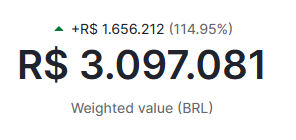 +R$ 1.656.212 (114.95%)
R$ 3.097.081
Weighted value (BRL)